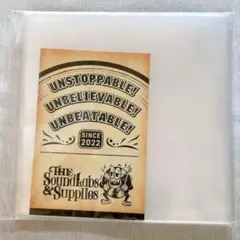 UNSTOPPABLE!
UNBELIEVABLE!
UNBEATABLE!
SINCE
2022
THE
SOUNDLABS
& SUPPLIES